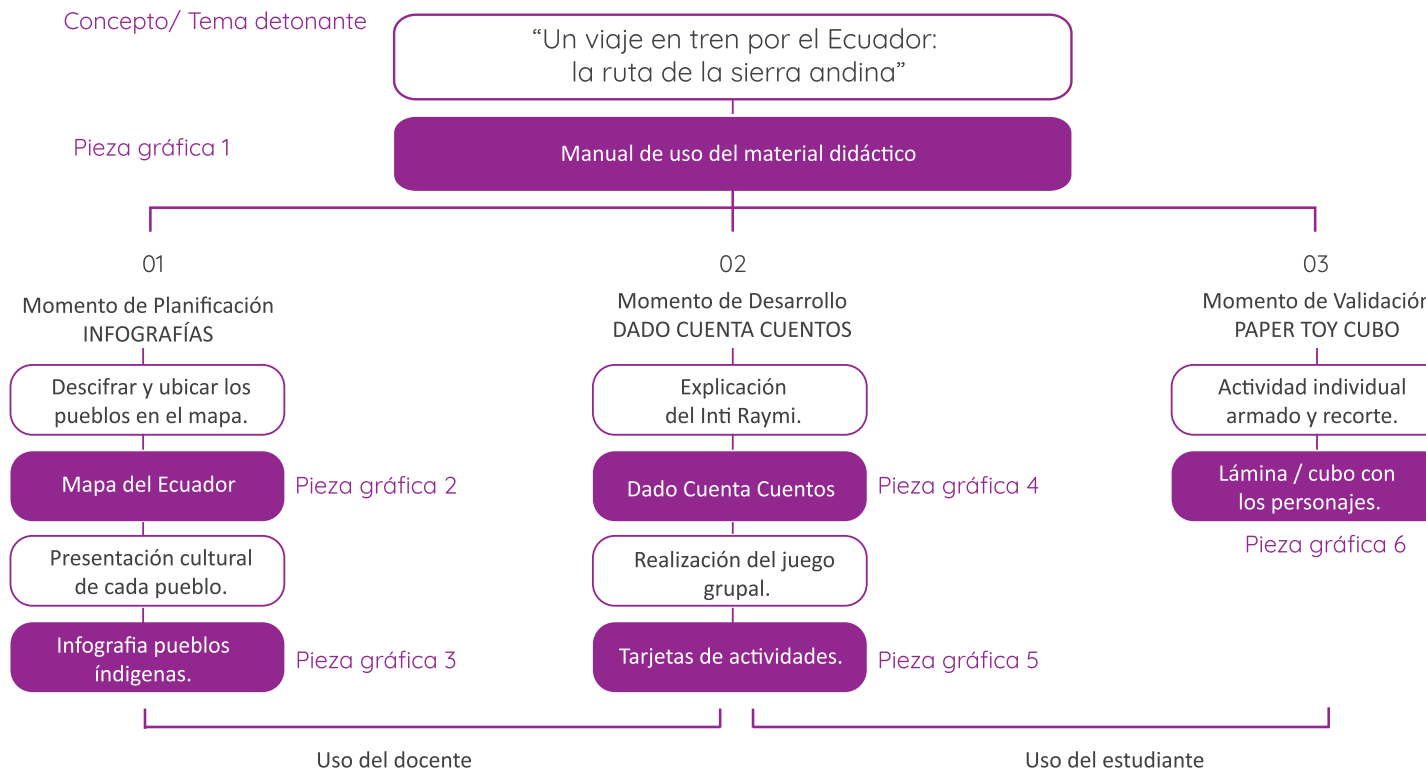 Concepto/ Tema detonante
“Un viaje en tren por el Ecuador:
la ruta de la sierra andina”
Pieza gráfica 1
Manual de uso del material didáctico
01
Momento de Planificación
INFOGRAFÍAS
Descifrar y ubicar los
pueblos en el mapa.
Mapa del Ecuador
Pieza gráfica 2
Presentación cultural
de cada pueblo.
Infografia pueblos
índigenas.
Pieza gráfica 3
02
Momento de Desarrollo
DADO CUENTA CUENTOS
Explicación
del Inti Raymi.
Dado Cuenta Cuentos
Pieza gráfica 4
Realización del juego
grupal.
Tarjetas de actividades.
Pieza gráfica 5
03
Momento de Validación
PAPER TOY CUBO
Actividad individual
armado y recorte.
Lámina / cubo con
los personajes.
Pieza gráfica 6
Uso del docente
Uso del estudiante